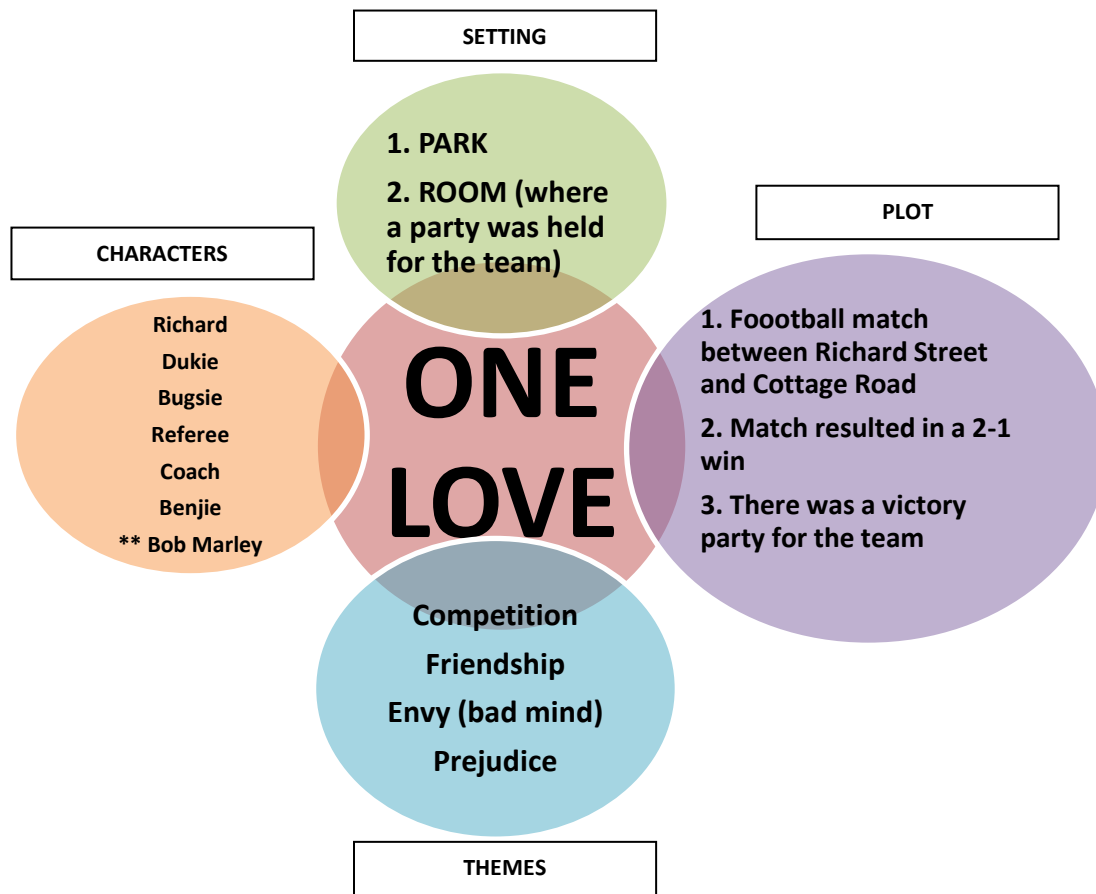 SETTING
1. PARK
2. ROOM (where
a party was held
for the team)
PLOT
1. Foootball match
between Richard Street
and Cottage Road
2. Match resulted in a 2-1
win
3. There was a victory
party for the team
CHARACTERS
Richard
Dukie
Bugsie
Referee
Coach
Benjie
** Bob Marley
ONE
LOVE
Competition
Friendship
Envy (bad mind)
Prejudice
THEMES